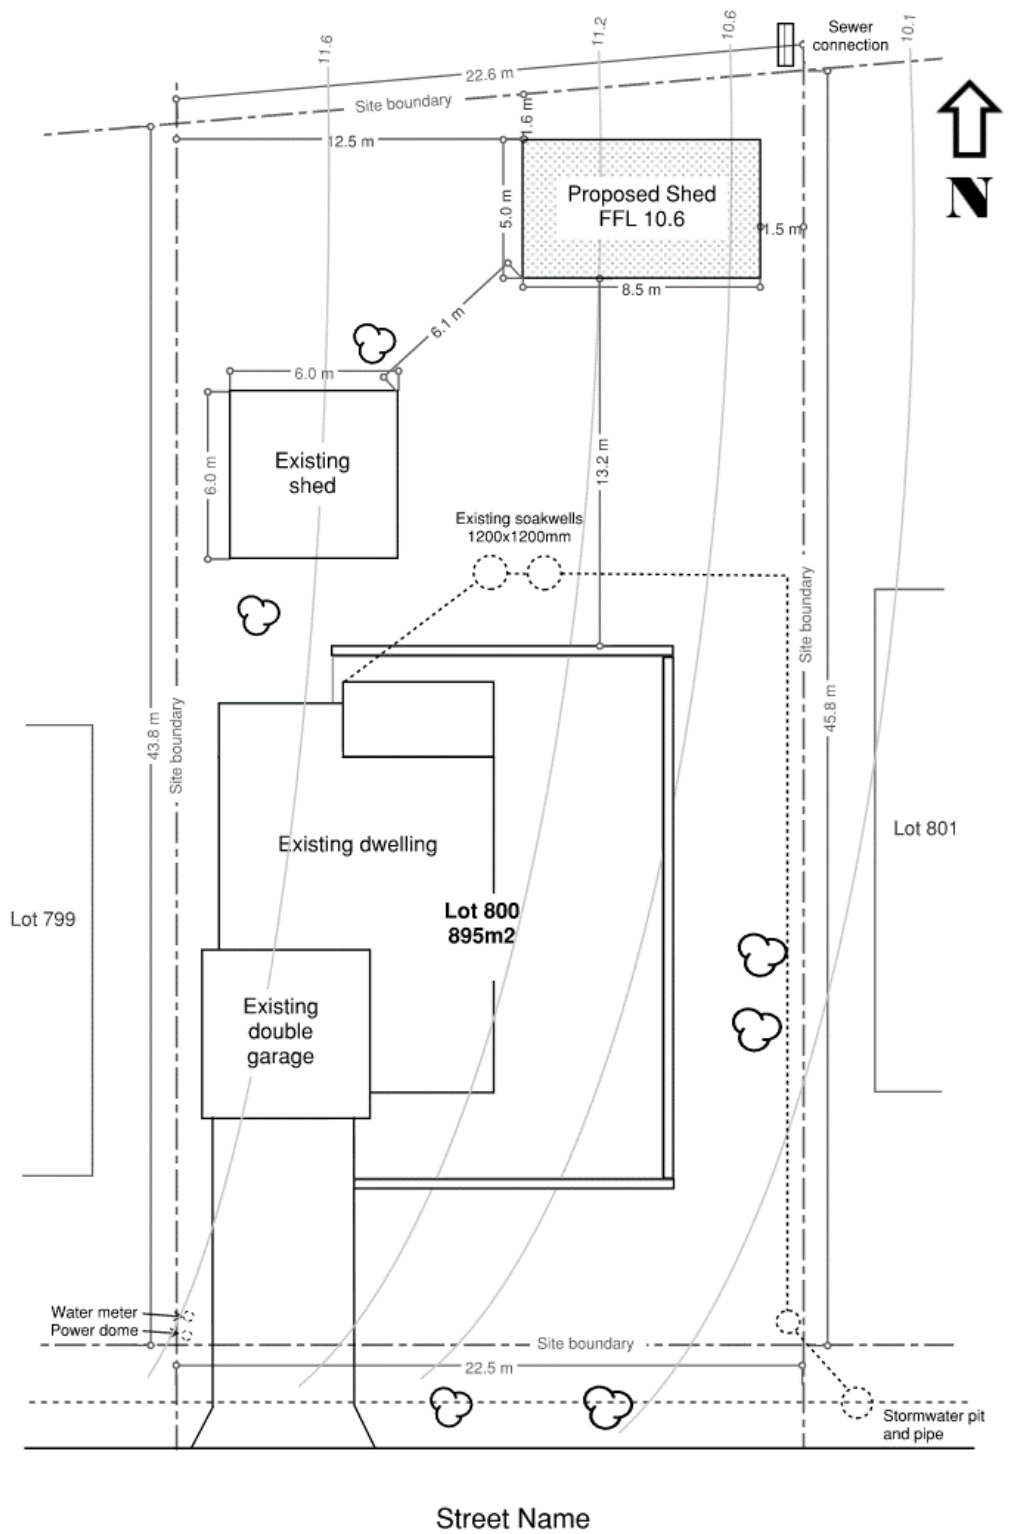 11.6
11.2
10.6
10.1
Sewer
connection
22.6 m
Site boundary
1.6 m
12.5 m
N
Proposed Shed
FFL 10.6
5.0 m
1.5 m
8.5 m
6.1 m
6.0 m
Existing
shed
6.0 m
13.2 m
Existing soakwells
1200x1200mm
Site boundary
43.8 m
Site boundary
45.8 m
Lot 801
Existing dwelling
Lot 799
Lot 800
895m2
Existing
double
garage
Water meter
Power dome
Site boundary
22.5 m
Stormwater pit
and pipe
Street Name